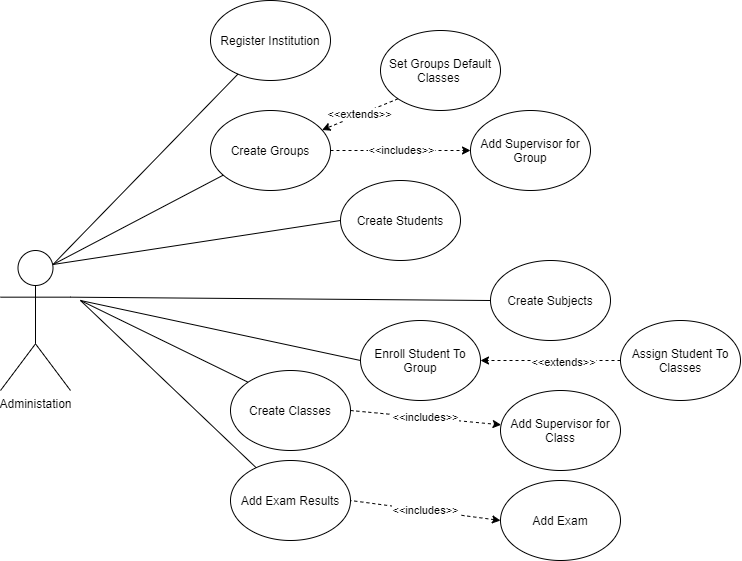 Register Institution
Set Groups Default
Classes
<<extends>>
Create Groups
<<includes>>
Add Supervisor for
Group
Create Students
Create Subjects
Enroll Student To
Group
<<extends>>
Assign Student To
Classes
Administation
Create Classes
<<includes>>
Add Supervisor for
Class
Add Exam Results
<<includes>>
Add Exam